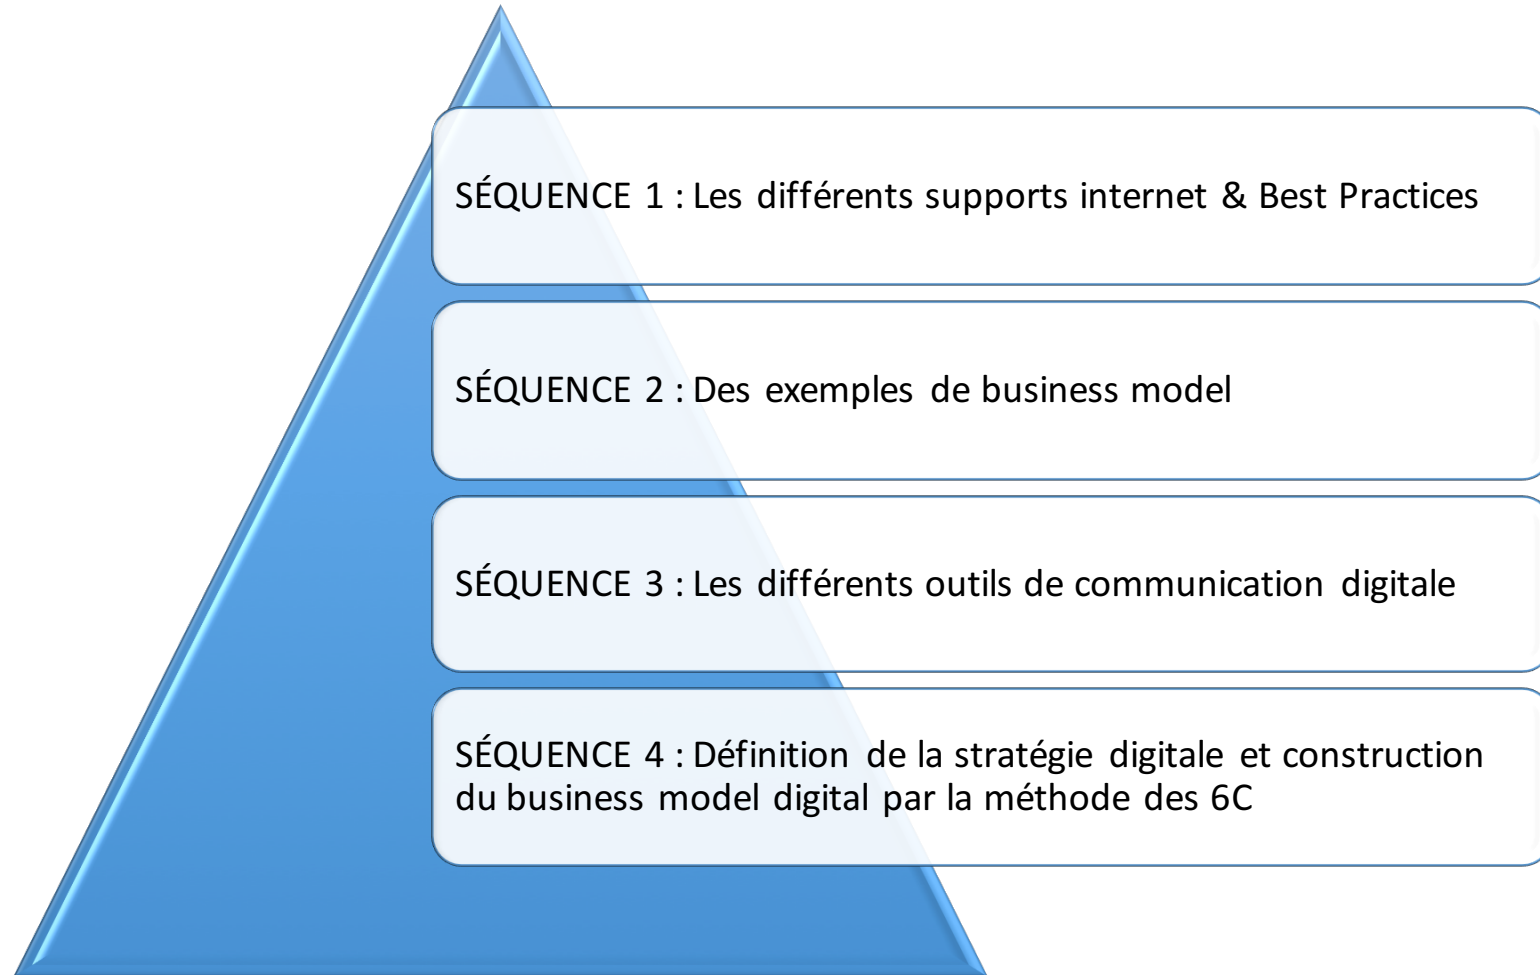 SÉQUENCE 1 : Les différents supports internet & Best Practices
SÉQUENCE 2 : Des exemples de business model
SÉQUENCE 3 : Les différents outils de communication digitale
SÉQUENCE 4 : Définition de la stratégie digitale et construction
du business model digital par la méthode des 6C